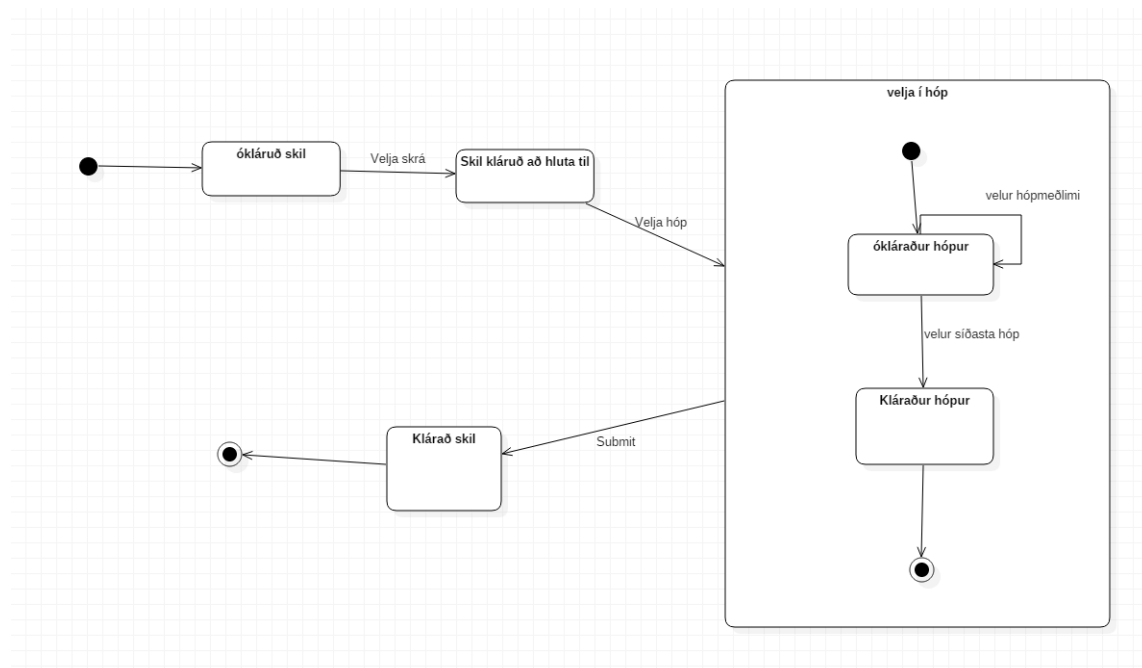 velja í hóp
ókláruð skil
Velja skrá
Skil kláruð að hluta til
Velja hóp
velur hópmeðlimi
ókláraður hópur
velur síðasta hóp
Kláraður hópur
Klárað skil
Submit